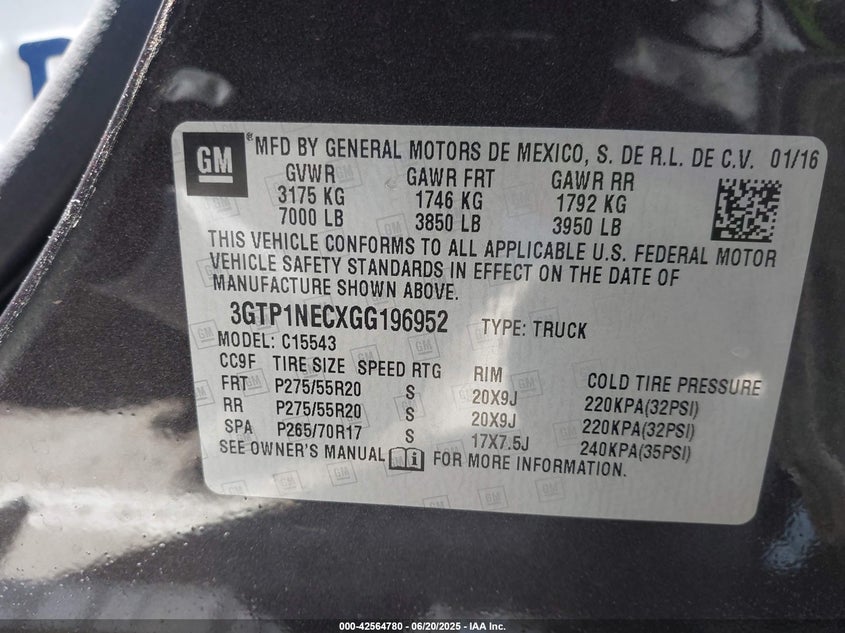 GM
®MFD BY GENERAL MOTORS DE MEXICO, S. DE R.L. DE C.V. 01/16
GVWR GAWR FRT GAWR RR
3175 KG 1746 KG 1792 KG
7000 LB 3850 LB 3950 LB
THIS VEHICLE CONFORMS TO ALL APPLICABLE U.S. FEDERAL MOTOR
VEHICLE SAFETY STANDARDS IN EFFECT ON THE DATE OF
MANUFACTURE SHOWN ABOVE.
3GTP1NECXGG196952 TYPE: TRUCK
MODEL: C15543
CC9F TIRE SIZE SPEED RTG RIM COLD TIRE PRESSURE
FRT P275/55R20 S 20X9J 220KPA(32PSI)
RR P275/55R20 S 20X9J 220KPA(32PSI)
SPA P265/70R17 S 17X7.5J 240KPA(35PSI)
SEE OWNER'S MANUAL FOR MORE INFORMATION.
000-42564780 - 06/20/2025 - IAA Inc.